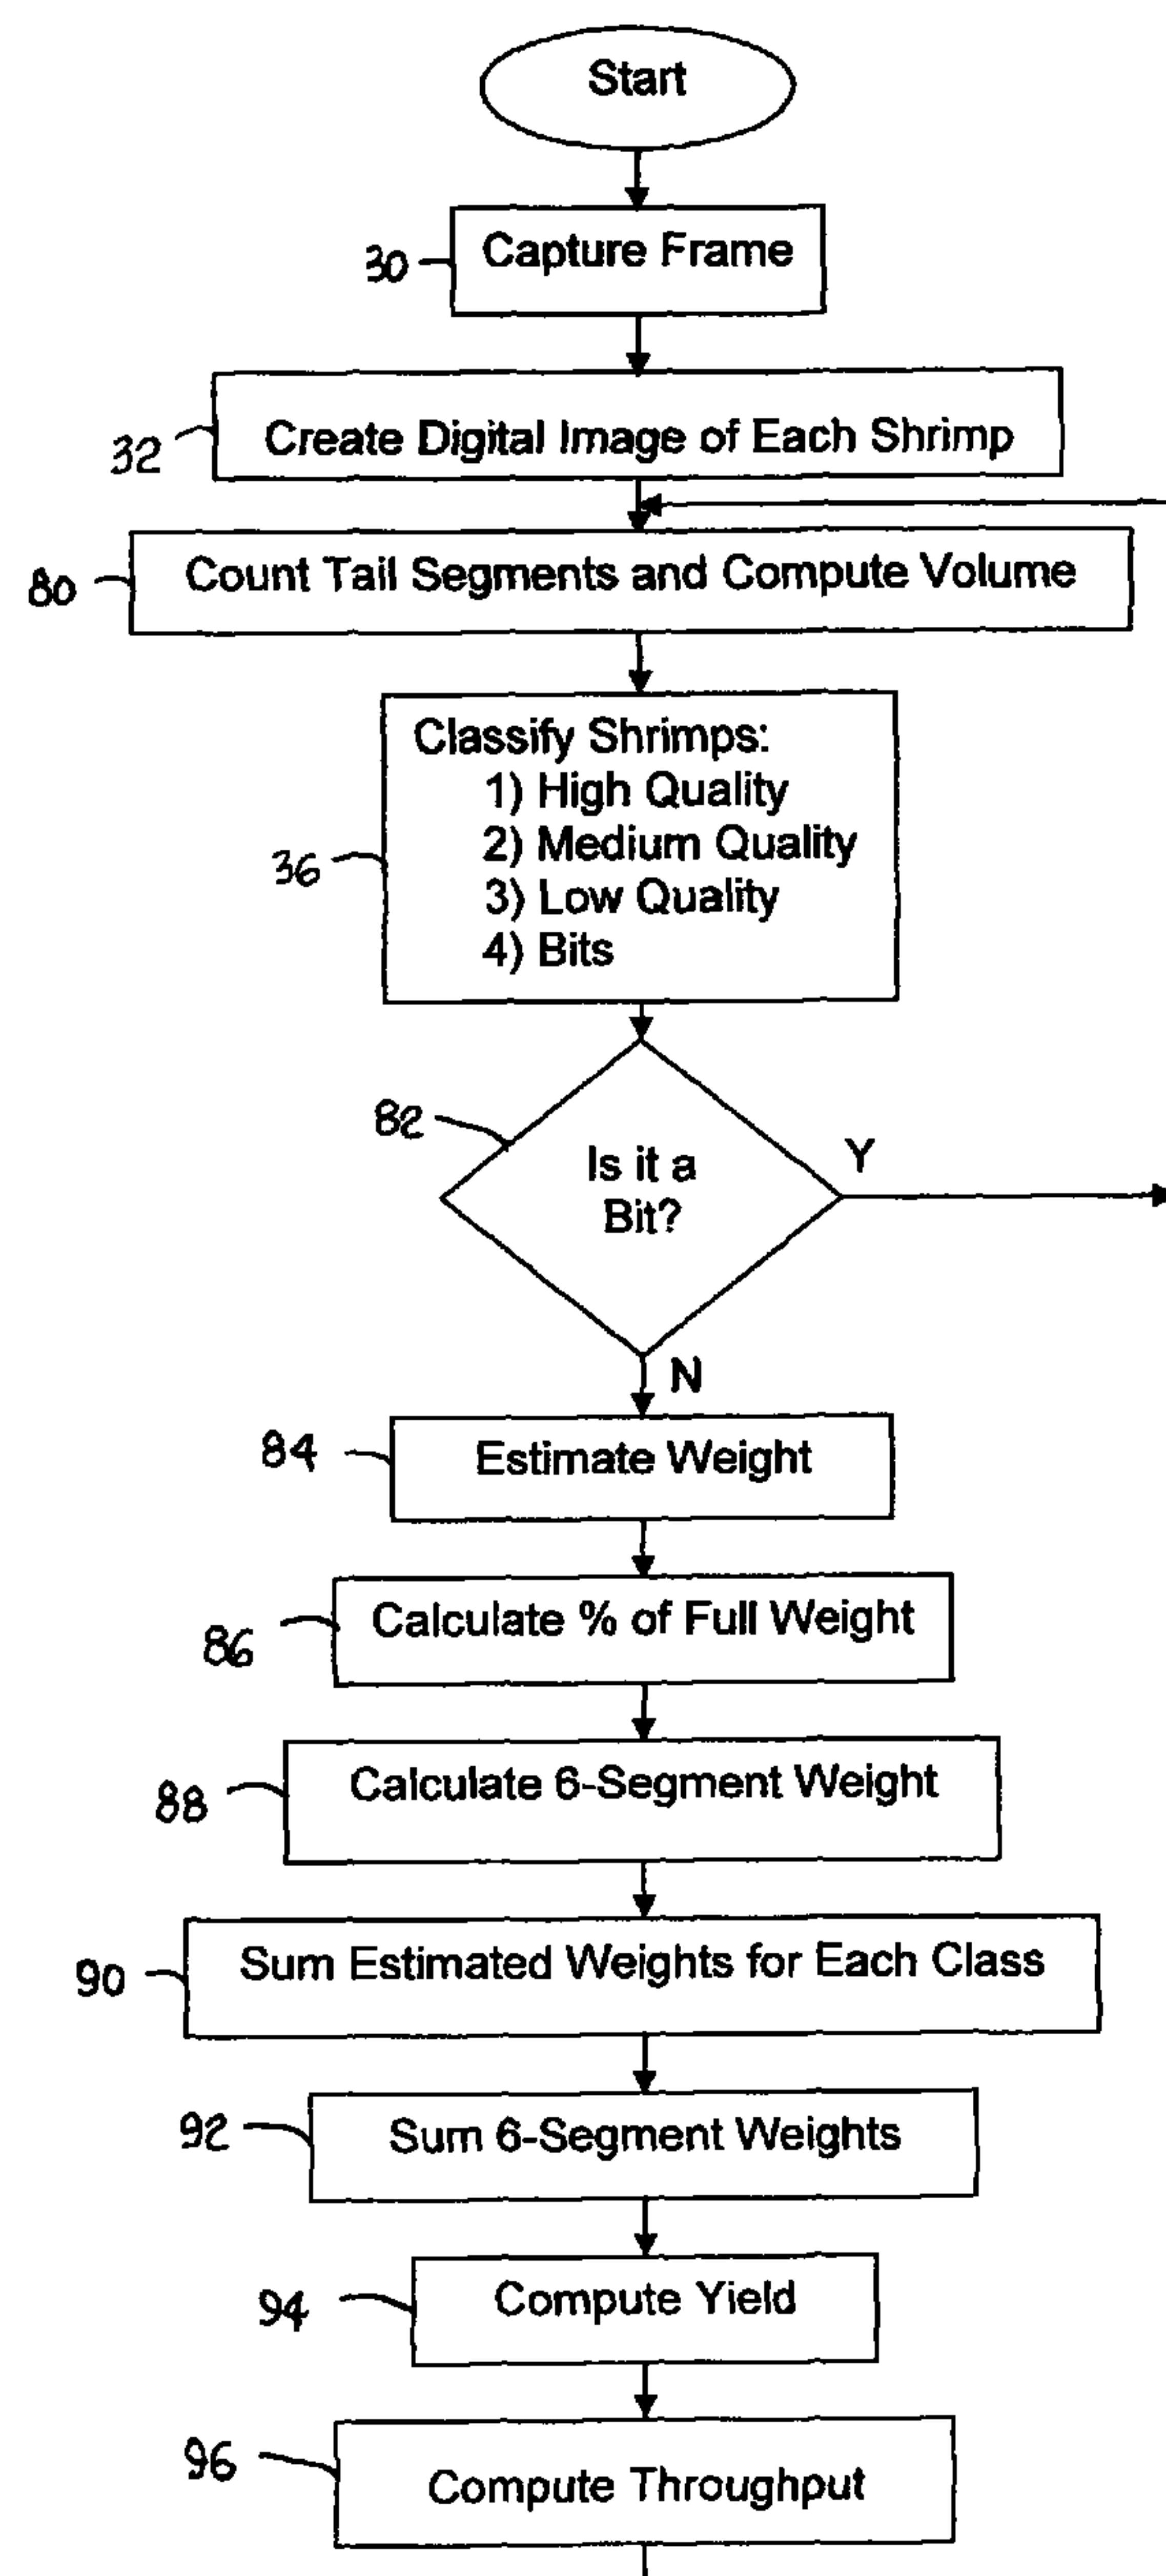 Start
30 Capture Frame
32 Create Digital Image of Each Shrimp
80 Count Tail Segments and Compute Volume
Classify Shrimps:
1) High Quality
2) Medium Quality
36
3) Low Quality
4) Bits
82
Is it a
Bit?
Y
N
84 Estimate Weight
86 Calculate % of Full Weight
88 Calculate 6-Segment Weight
90 Sum Estimated Weights for Each Class
92 Sum 6-Segment Weights
94 Compute Yield
96 Compute Throughput